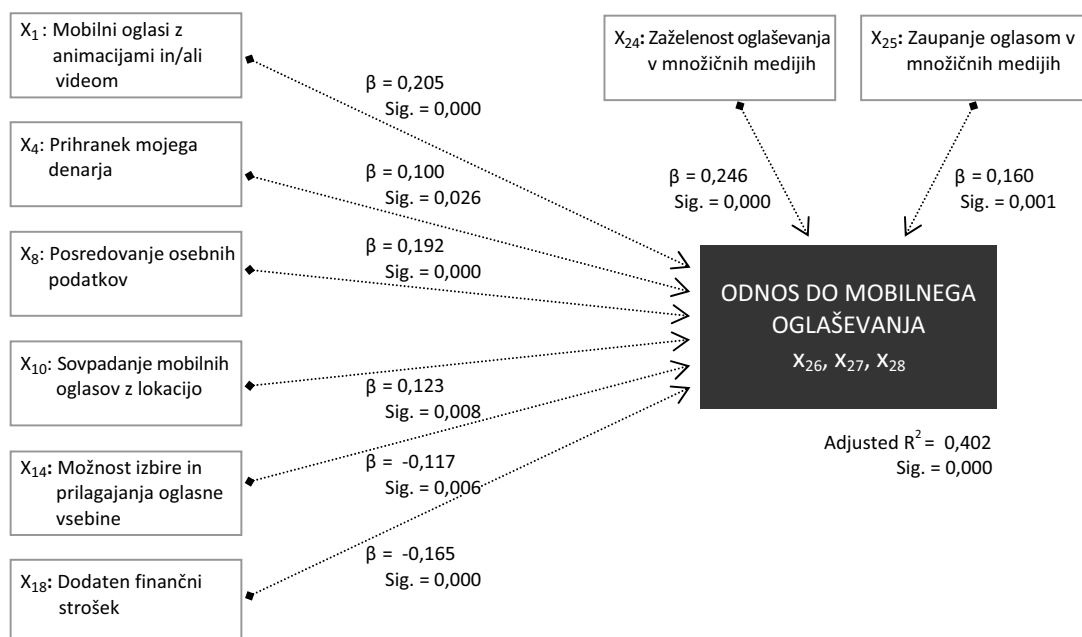 X1: Mobilni oglasi z
animacijami in/ali
videom
β = 0,205
Sig. = 0,000
X24: Zaželenost oglaševanja
v množičnih medijih
X25: Zaupanje oglasom v
množičnih medijih
X4: Prihranek mojega
denarja
β = 0,100
Sig. = 0,026
β = 0,246
Sig. = 0,000
β = 0,160
Sig. = 0,001
X8: Posredovanje osebnih
podatkov
β = 0,192
Sig. = 0,000
ODNOS DO MOBILNEGA
OGLAŠEVANJA
X26, X27, X28
X10: Sovpadanje mobilnih
oglasov z lokacijo
β = 0,123
Sig. = 0,008
Adjusted R2 = 0,402
Sig. = 0,000
X14: Možnost izbire in
prilagajanja oglasne
vsebine
β = -0,117
Sig. = 0,006
X18: Dodaten finančni
strošek
β = -0,165
Sig. = 0,000